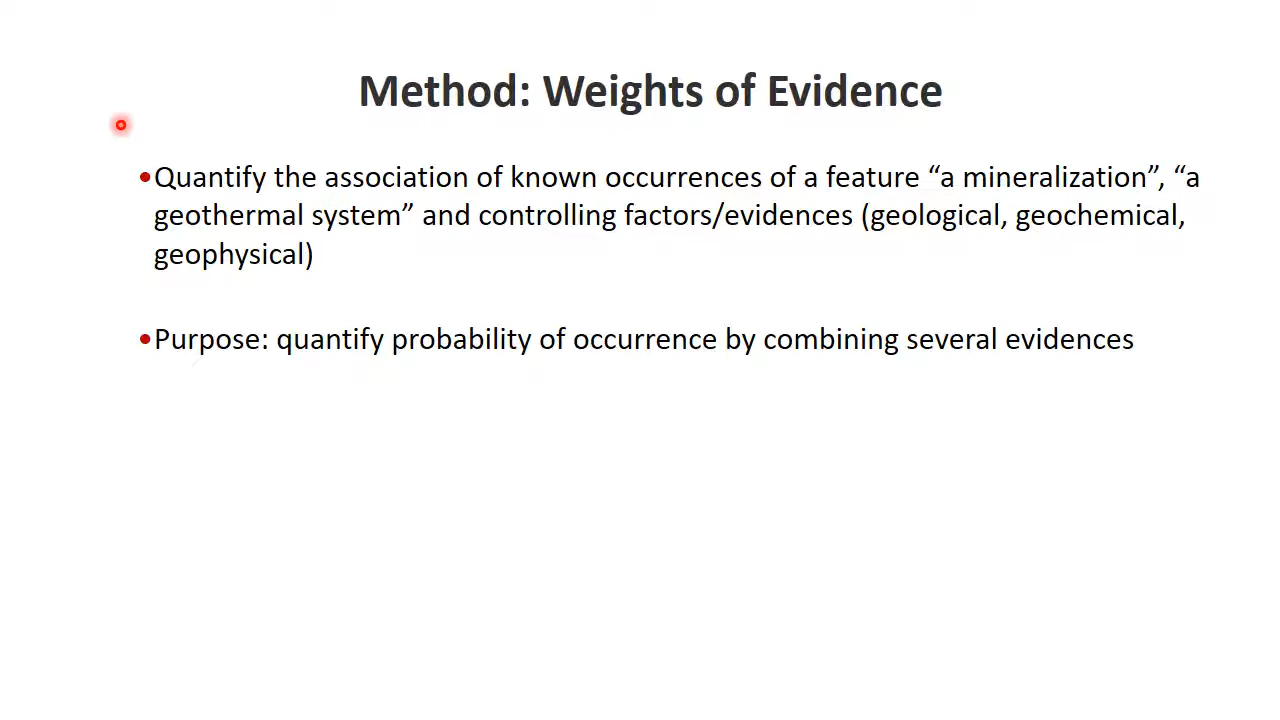 Method: Weights of Evidence
•Quantify the association of known occurrences of a feature “a mineralization”, “a
geothermal system” and controlling factors/evidences (geological, geochemical,
geophysical)
•Purpose: quantify probability of occurrence by combining several evidences